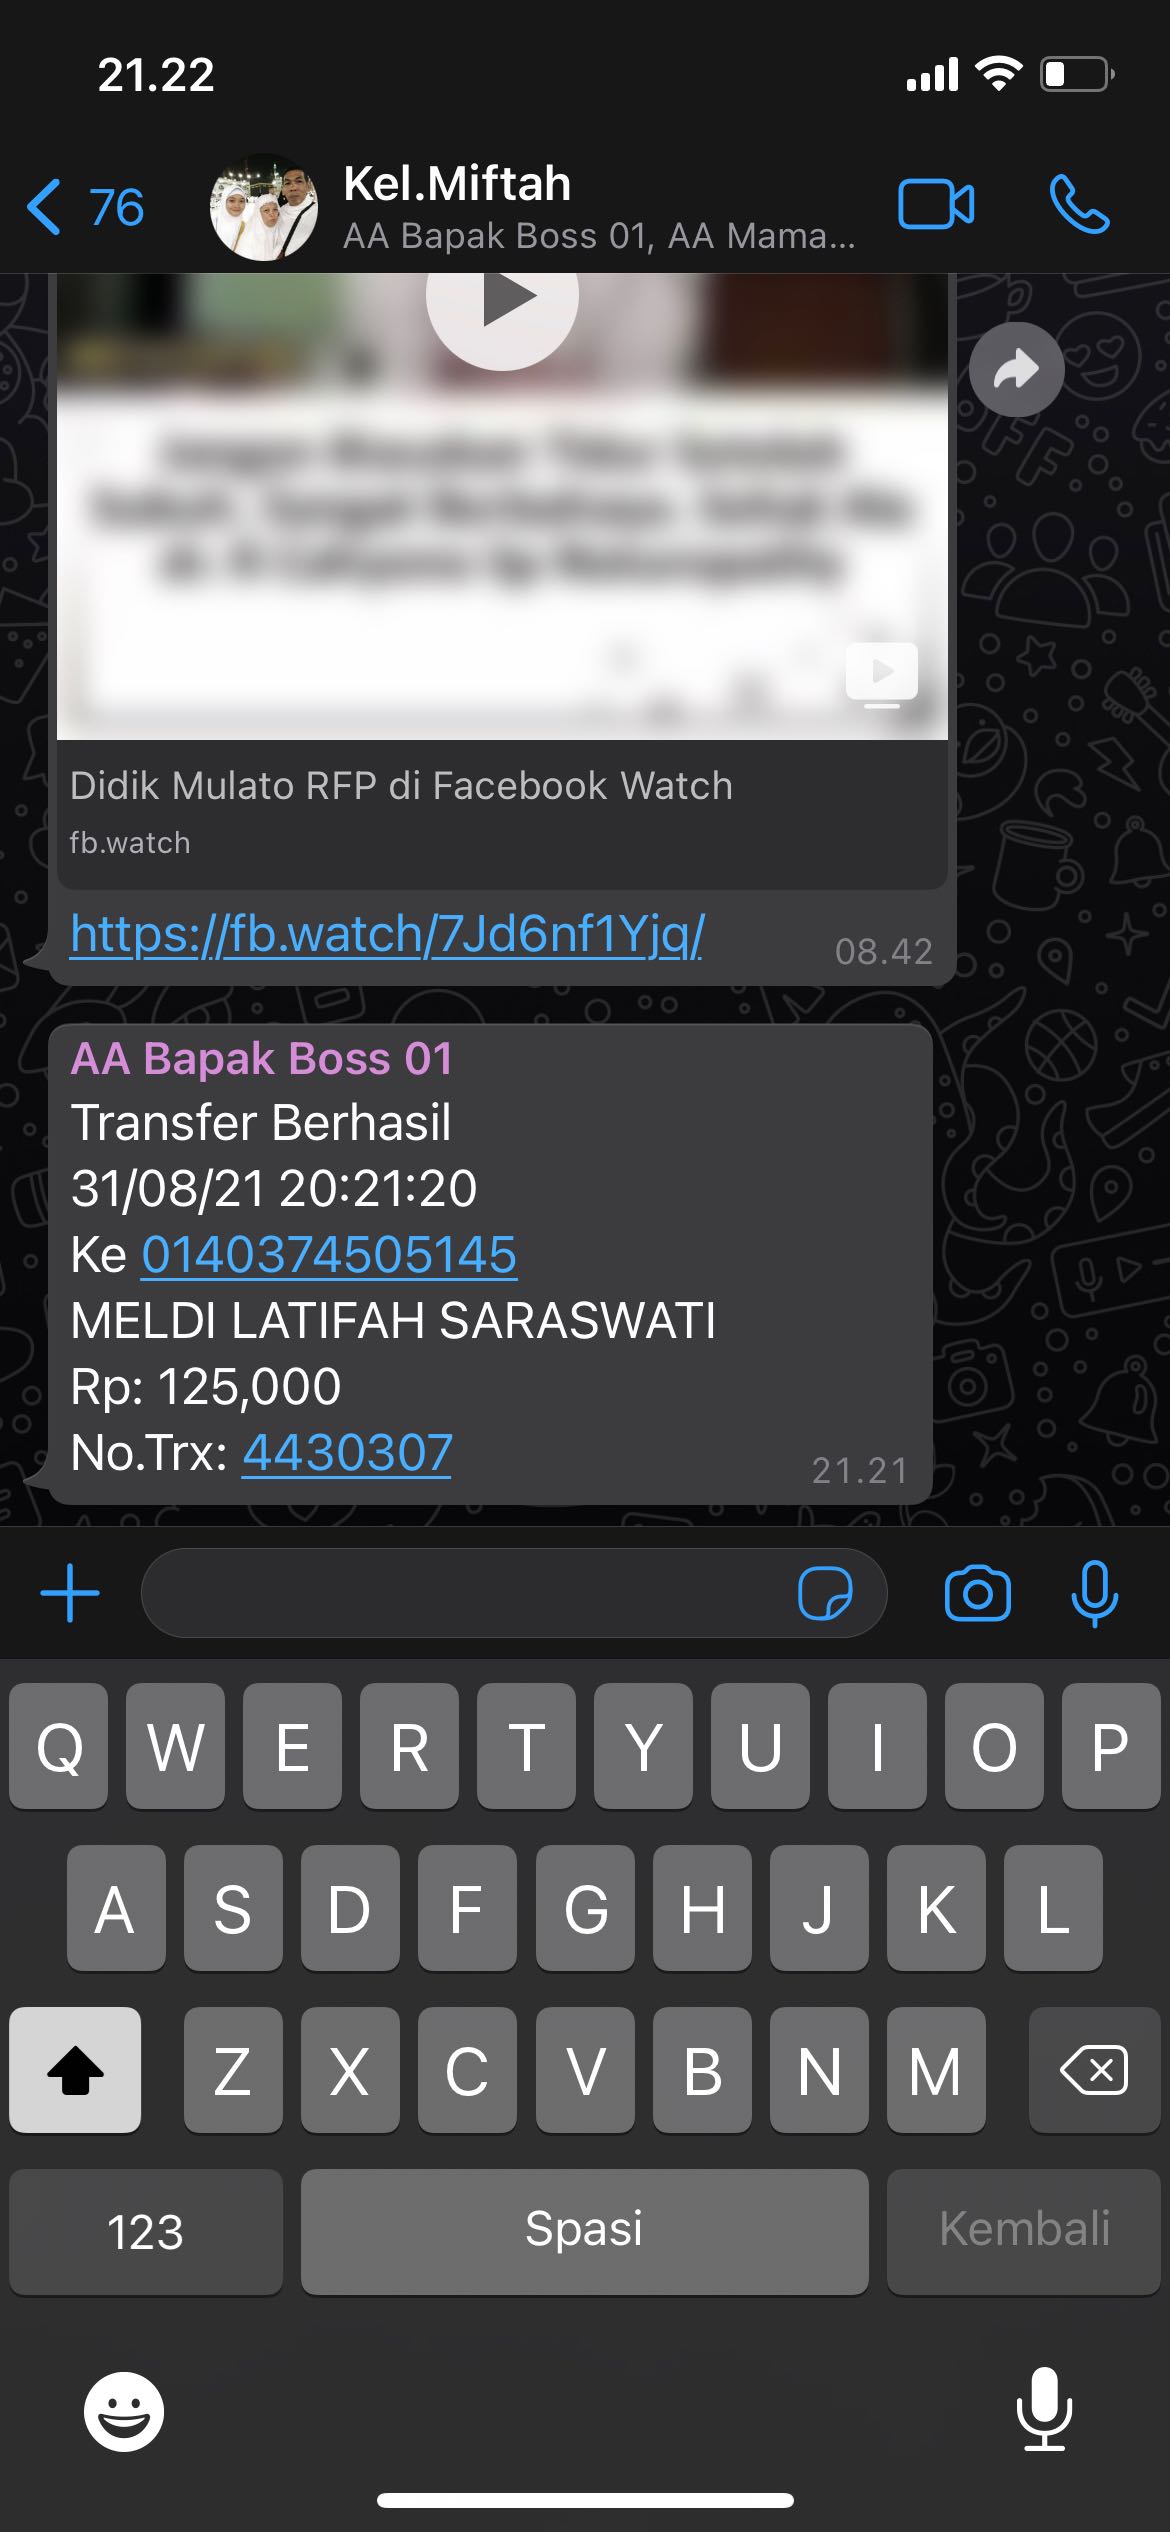 21.22
76
Kel.Miftah
AA Bapak Boss 01, AA Mama...
Didik Mulato RFP di Facebook Watch
fb.watch
https://fb.watch/7Jd6nf1Yjq/
08.42
AA Bapak Boss 01
Transfer Berhasil
31/08/21 20:21:20
Ke 0140374505145
MELDI LATIFAH SARASWATI
Rp: 125,000
No.Trx: 4430307
21.21
Q W E R T Y U I O P
A S D F G H J K L
Z X C V B N M
123 Spasi Kembali